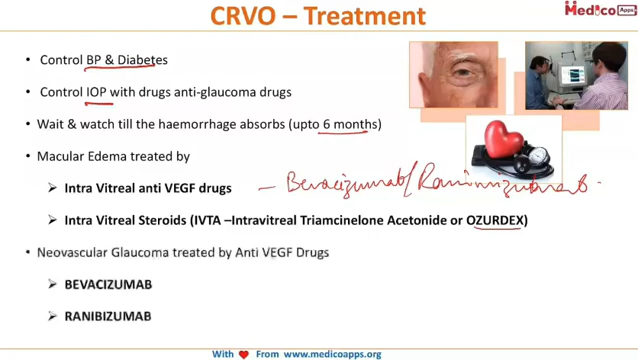 CRVO – Treatment
Medico Apps
Control BP & Diabetes
Control IOP with drugs anti-glaucoma drugs
Wait & watch till the haemorrhage absorbs (upto 6 months)
Macular Edema treated by
Intra Vitreal anti VEGF drugs – Bevacizumab/
Intra Vitreal Steroids (IVTA –Intravitreal Triamcinelone Acetonide or OZURDEX)
Neovascular Glaucoma treated by Anti VEGF Drugs
BEVACIZUMAB
RANIBIZUMAB
With ♥ From www.medicoapps.org